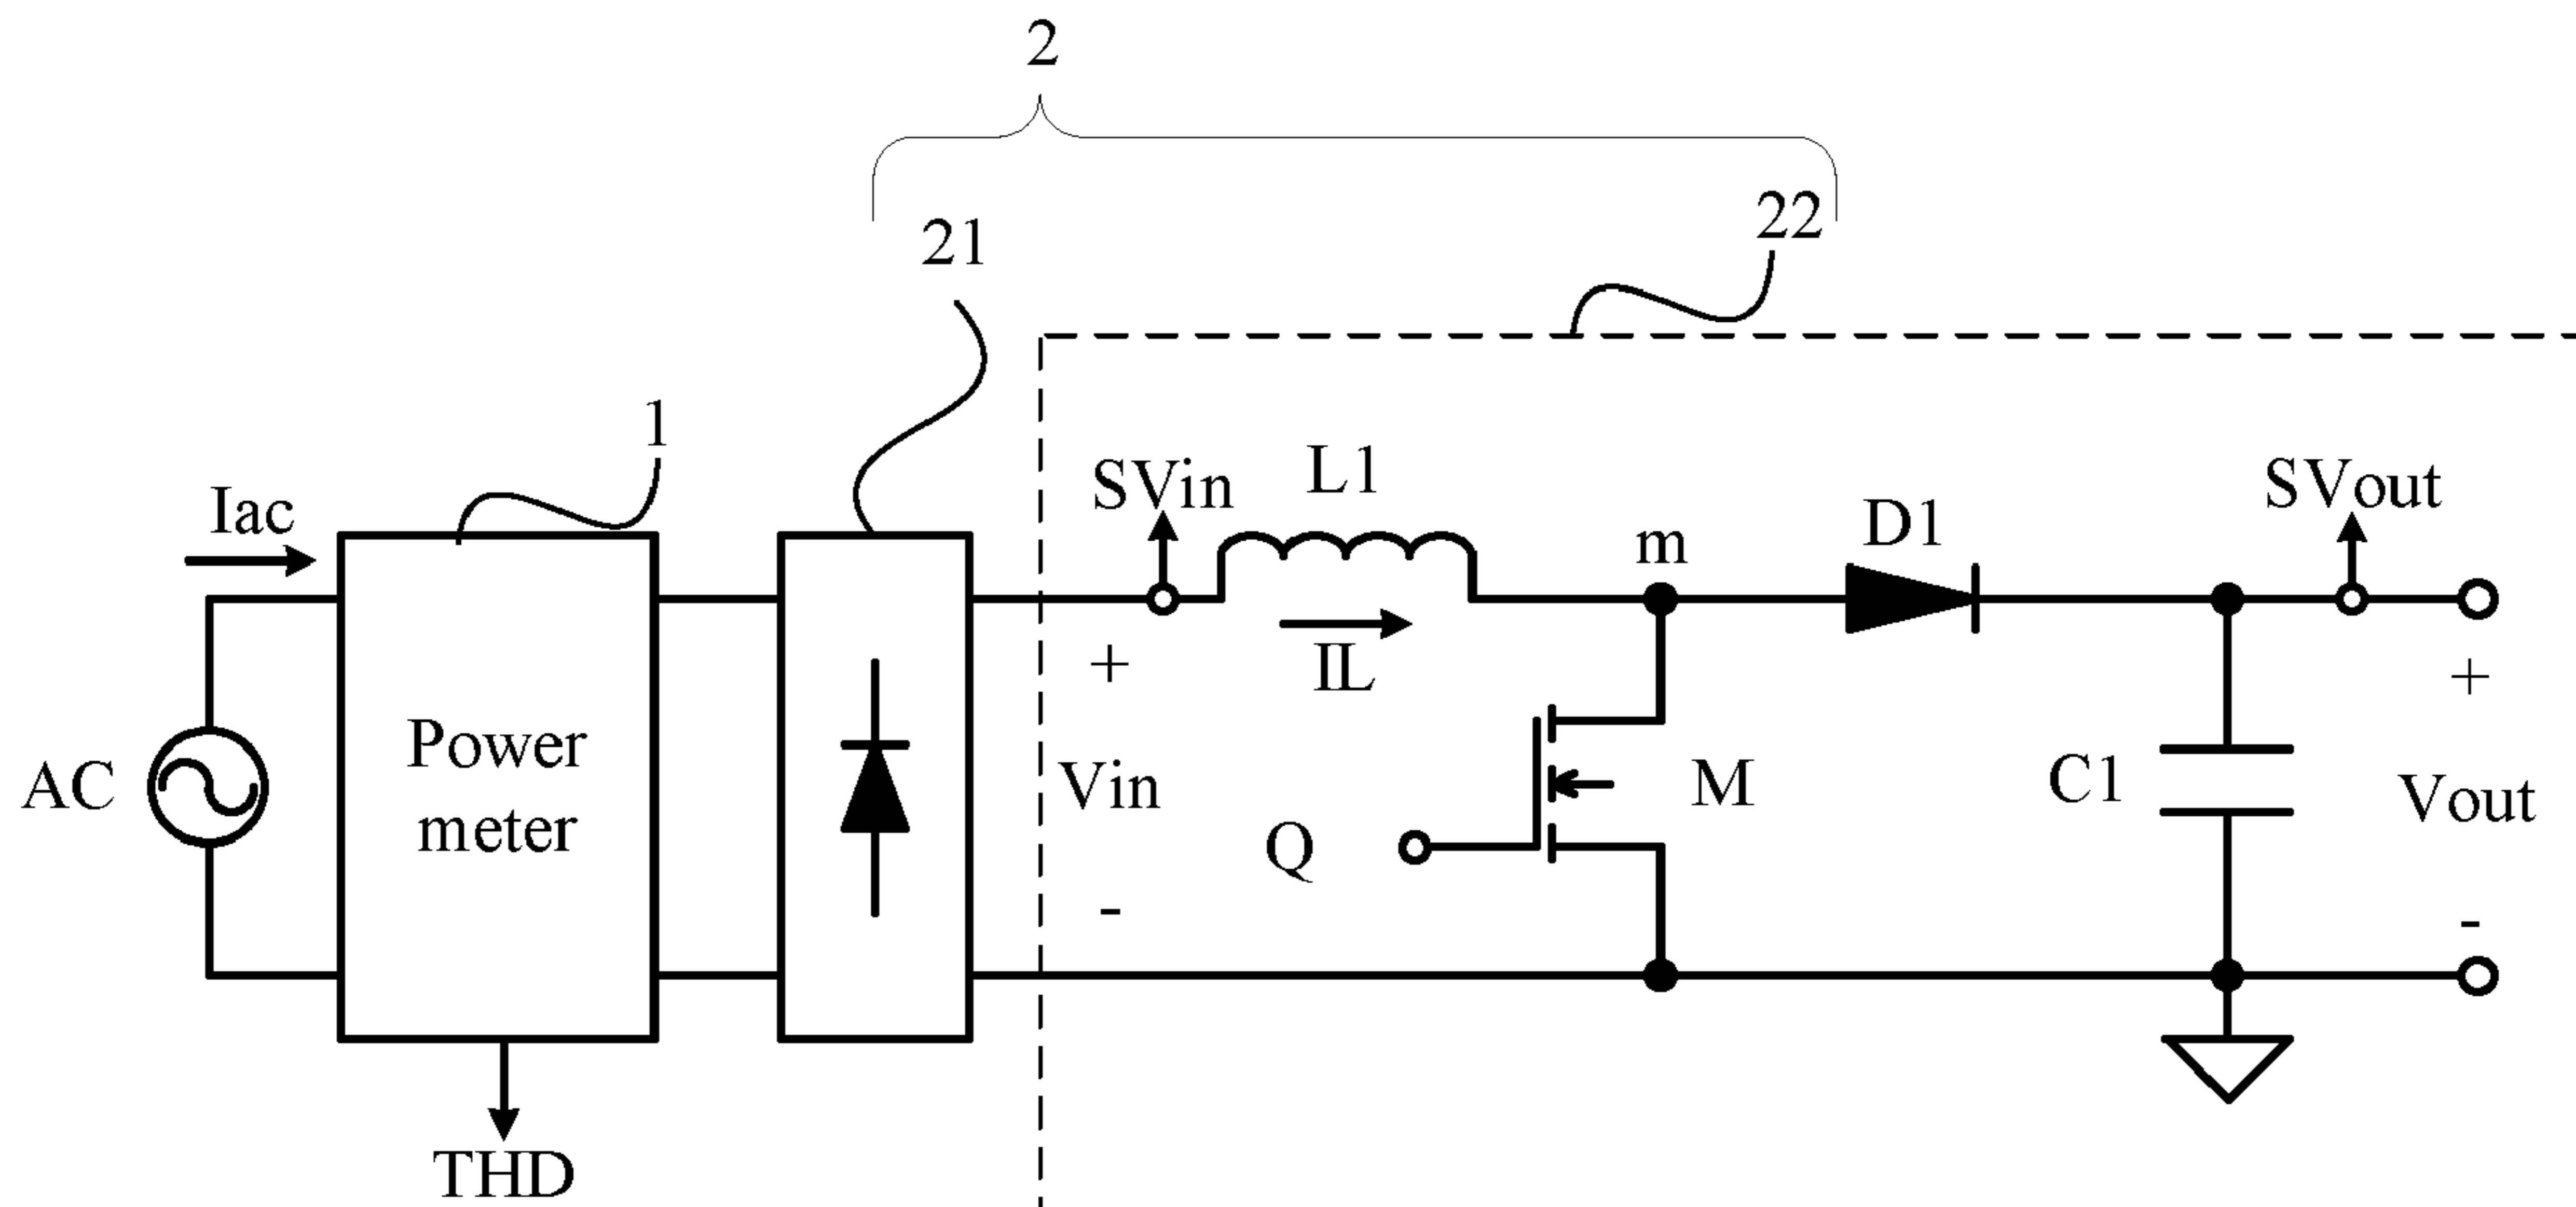 2
21
22
1
Iac
SVin
L1
m
D1
SVout
+
IL
+
AC
Power
meter
Vin
Q
M
C1
Vout
-
-
THD